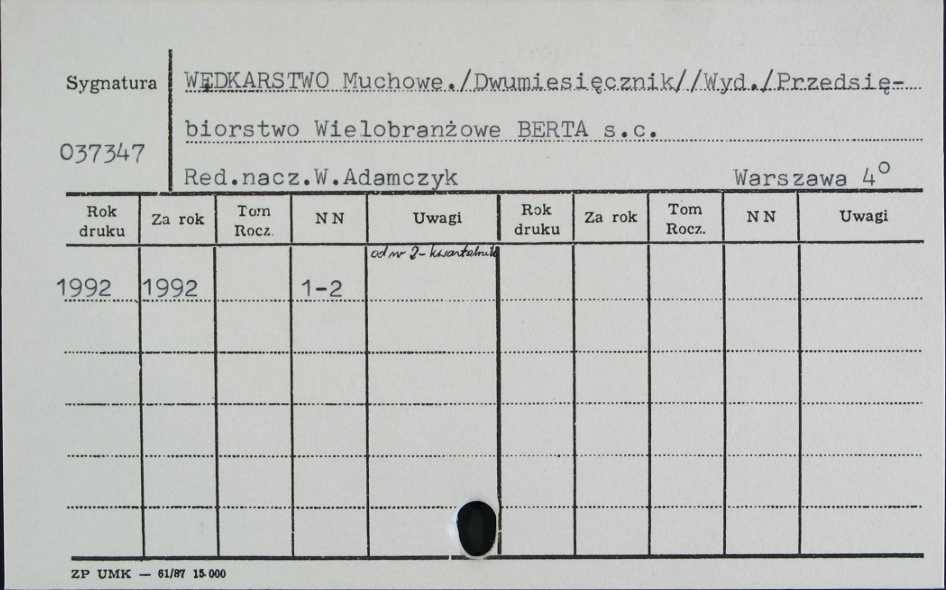 Sygnatura
WĘDKARSTWO Muchowe./Dwumiesięcznik//Wyd./Przedsię-
biorstwo Wielobranżowe BERTA s.c.
037347
Red.nacz.W.Adamczyk Warszawa 4°
Rok druku Za rok Tom Rocz. N N Uwagi Rok druku Za rok Tom Rocz. N N Uwagi
od nr 2 - kwartalnik
1992 1992 1-2
ZP UMK — 61/87 15.000